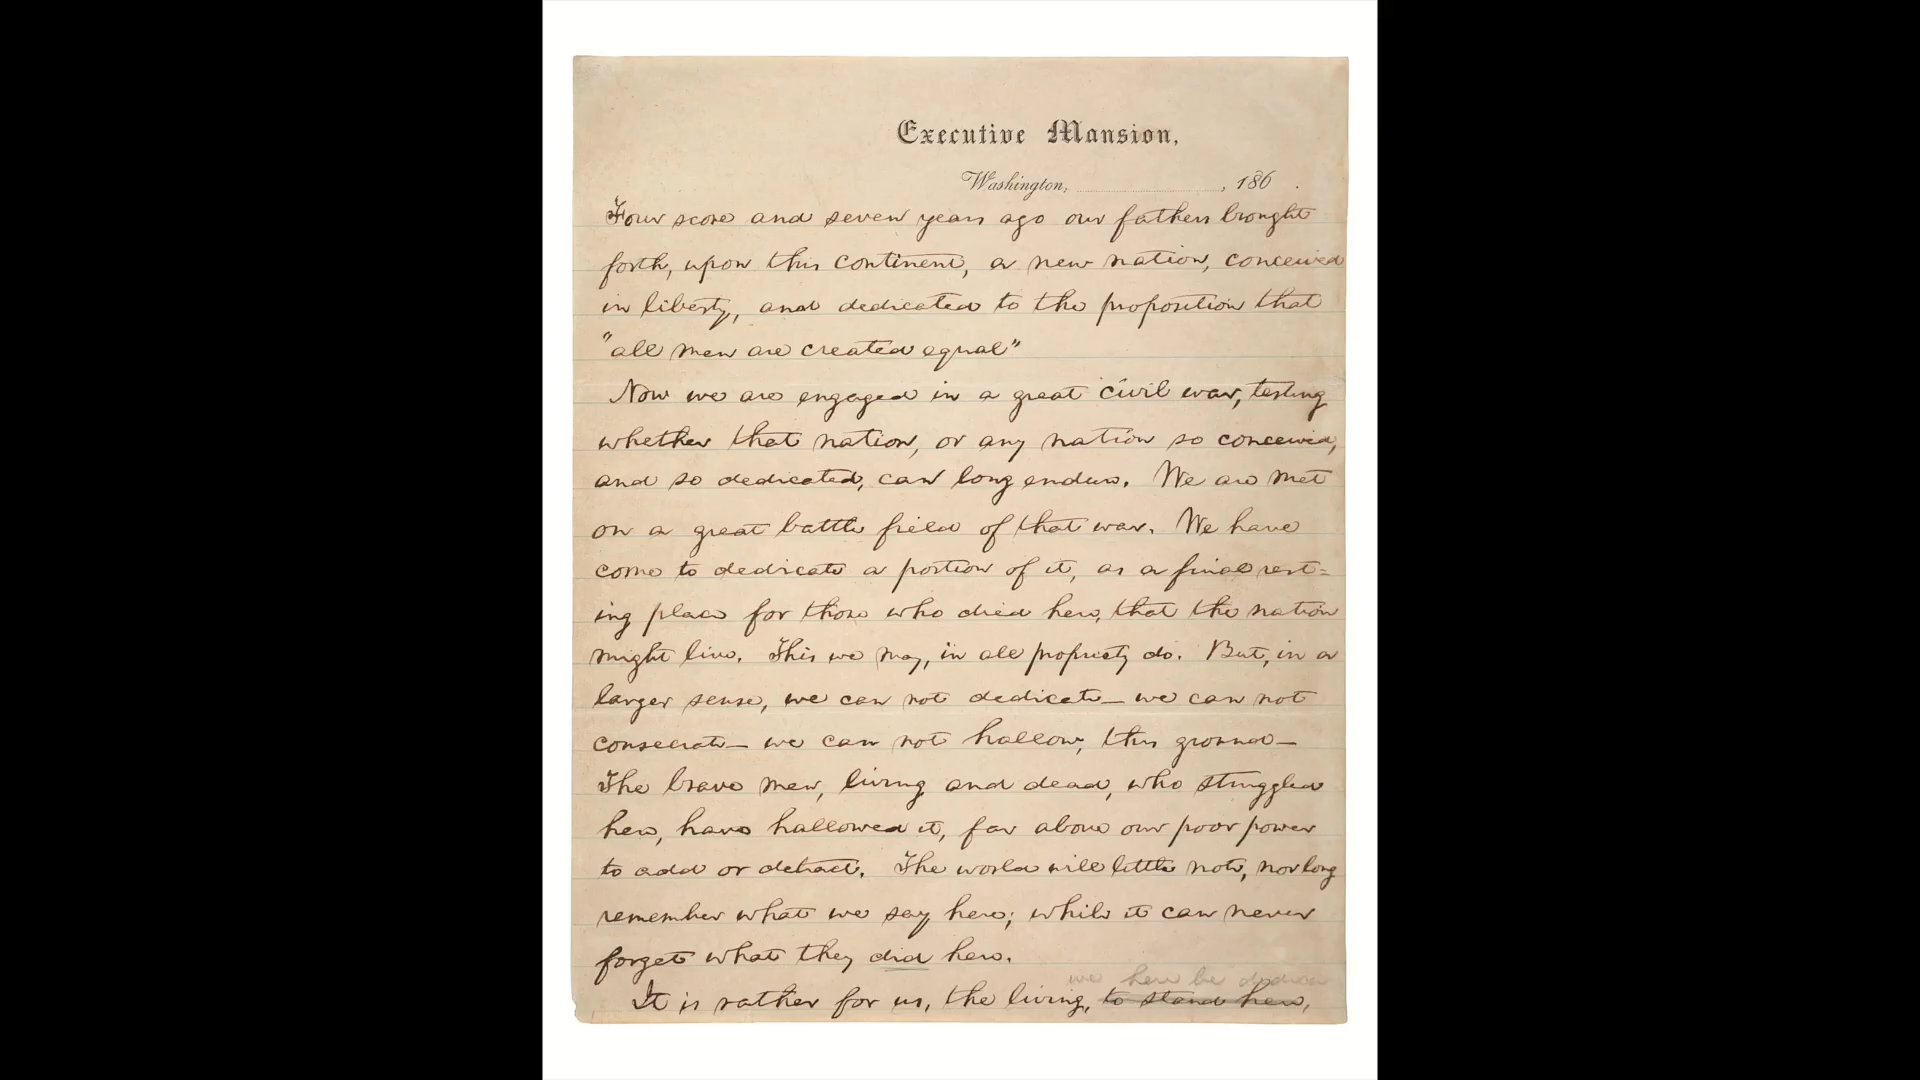 Executive Mansion,
Washington, , 186 .
Four score and seven years ago our fathers brought
forth, upon this continent, a new nation, conceived
in liberty, and dedicated to the proposition that
"all men are created equal"
Now we are engaged in a great civil war, testing
whether that nation, or any nation so conceived,
and so dedicated, can long endure. We are met
on a great battle field of that war. We have
come to dedicate a portion of it, as a final rest=
ing place for those who died here, that the nation
might live. This we may, in all propriety do. But, in a
larger sense, we can not dedicate — we can not
consecrate — we can not hallow, this ground —
The brave men, living and dead, who struggled
here, have hallowed it, far above our poor power
to add or detract. The world will little note, nor long
remember what we say here; while it can never
forget what they did here.
we here be dedica
It is rather for us, the living, to stand here,